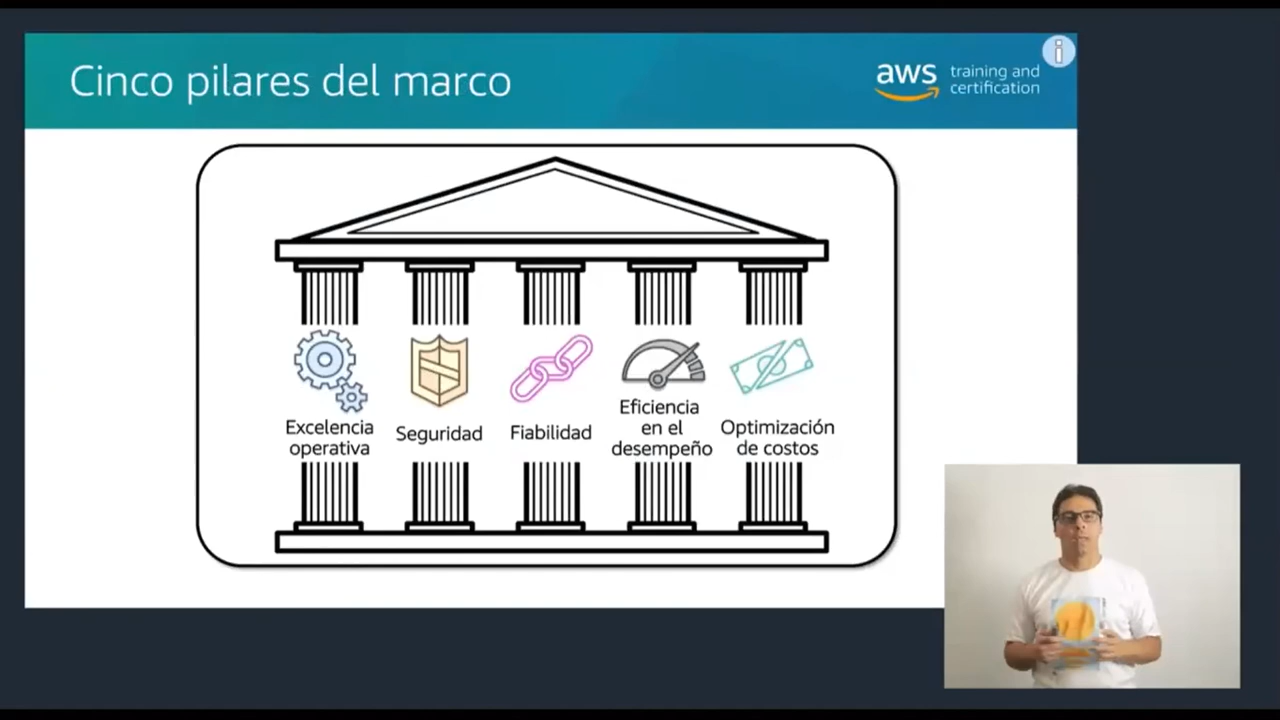 Cinco pilares del marco
aws training and
certification
i
Excelencia
operativa
Seguridad
Fiabilidad
Eficiencia
en el
desempeño
Optimización
de costos